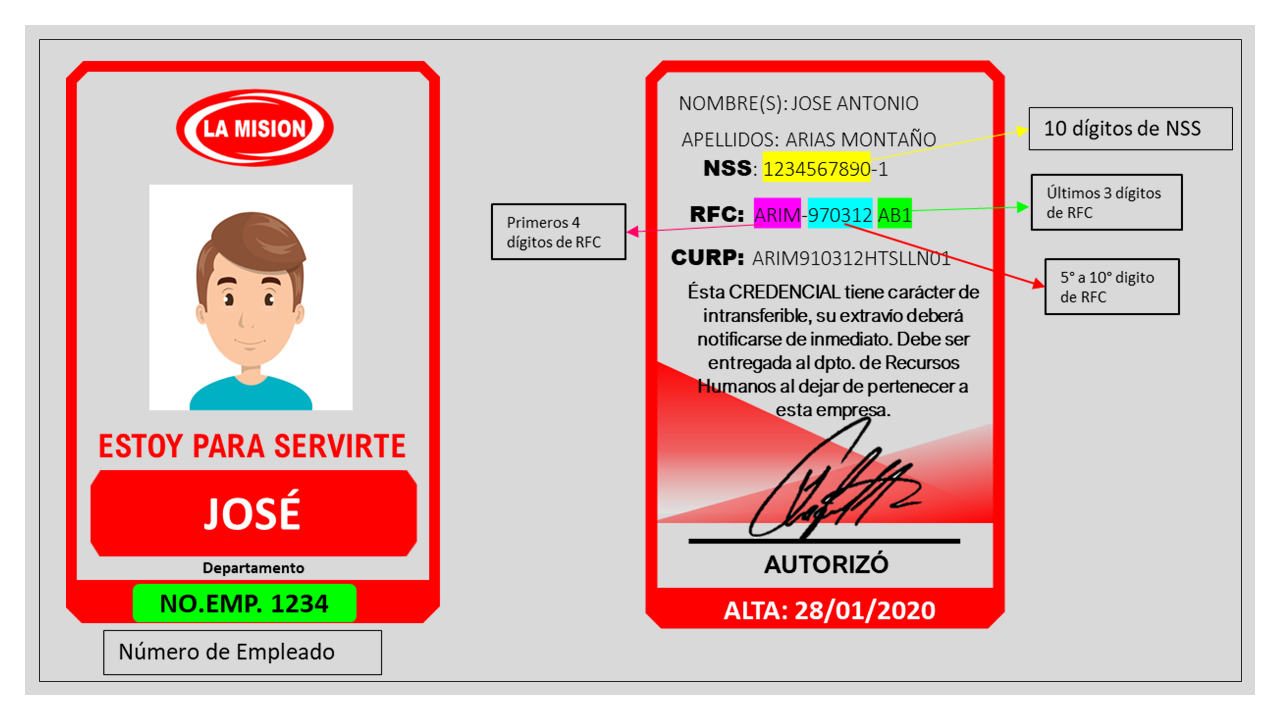 LA MISION
ESTOY PARA SERVIRTE
JOSÉ
Departamento
NO.EMP. 1234
Número de Empleado
Primeros 4
dígitos de RFC
NOMBRE(S): JOSE ANTONIO
APELLIDOS: ARIAS MONTAÑO
NSS: 1234567890-1
RFC: ARIM-970312 AB1
CURP: ARIM910312HTSLLN01
Ésta CREDENCIAL tiene carácter de
intransferible, su extravio deberá
notificarse de inmediato. Debe ser
entregada al dpto. de Recursos
Humanos al dejar de pertenecer a
esta empresa.
AUTORIZÓ
ALTA: 28/01/2020
10 dígitos de NSS
Últimos 3 dígitos
de RFC
5° a 10° digito
de RFC